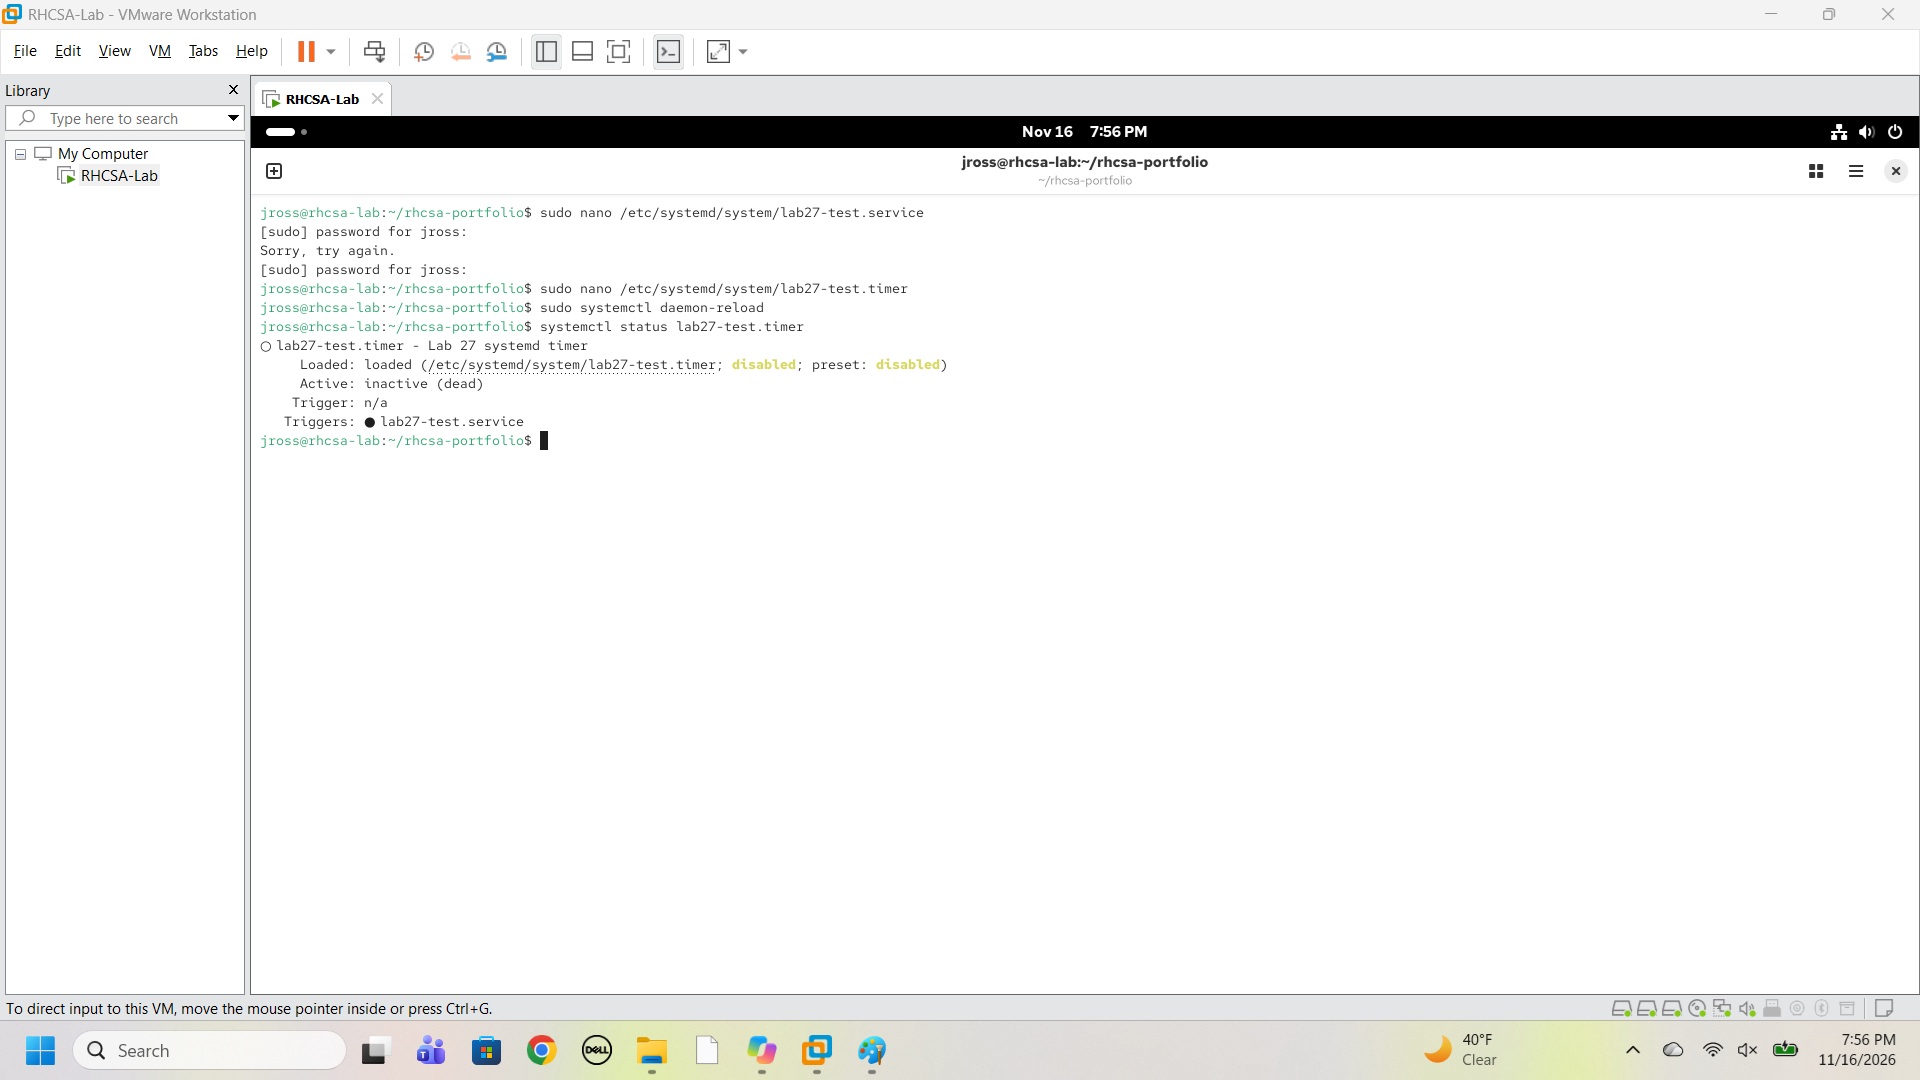 RHCSA-Lab - VMware Workstation
File Edit View VM Tabs Help
Library
Type here to search
My Computer
RHCSA-Lab
RHCSA-Lab
Nov 16 7:56 PM
jross@rhcsa-lab:~/rhcsa-portfolio
~/rhcsa-portfolio
jross@rhcsa-lab:~/rhcsa-portfolio$ sudo nano /etc/systemd/system/lab27-test.service
[sudo] password for jross:
Sorry, try again.
[sudo] password for jross:
jross@rhcsa-lab:~/rhcsa-portfolio$ sudo nano /etc/systemd/system/lab27-test.timer
jross@rhcsa-lab:~/rhcsa-portfolio$ sudo systemctl daemon-reload
jross@rhcsa-lab:~/rhcsa-portfolio$ systemctl status lab27-test.timer
○ lab27-test.timer - Lab 27 systemd timer
Loaded: loaded (/etc/systemd/system/lab27-test.timer; disabled; preset: disabled)
Active: inactive (dead)
Trigger: n/a
Triggers: ● lab27-test.service
jross@rhcsa-lab:~/rhcsa-portfolio$
To direct input to this VM, move the mouse pointer inside or press Ctrl+G.
Search
DELL
40°F
Clear
7:56 PM
11/16/2026